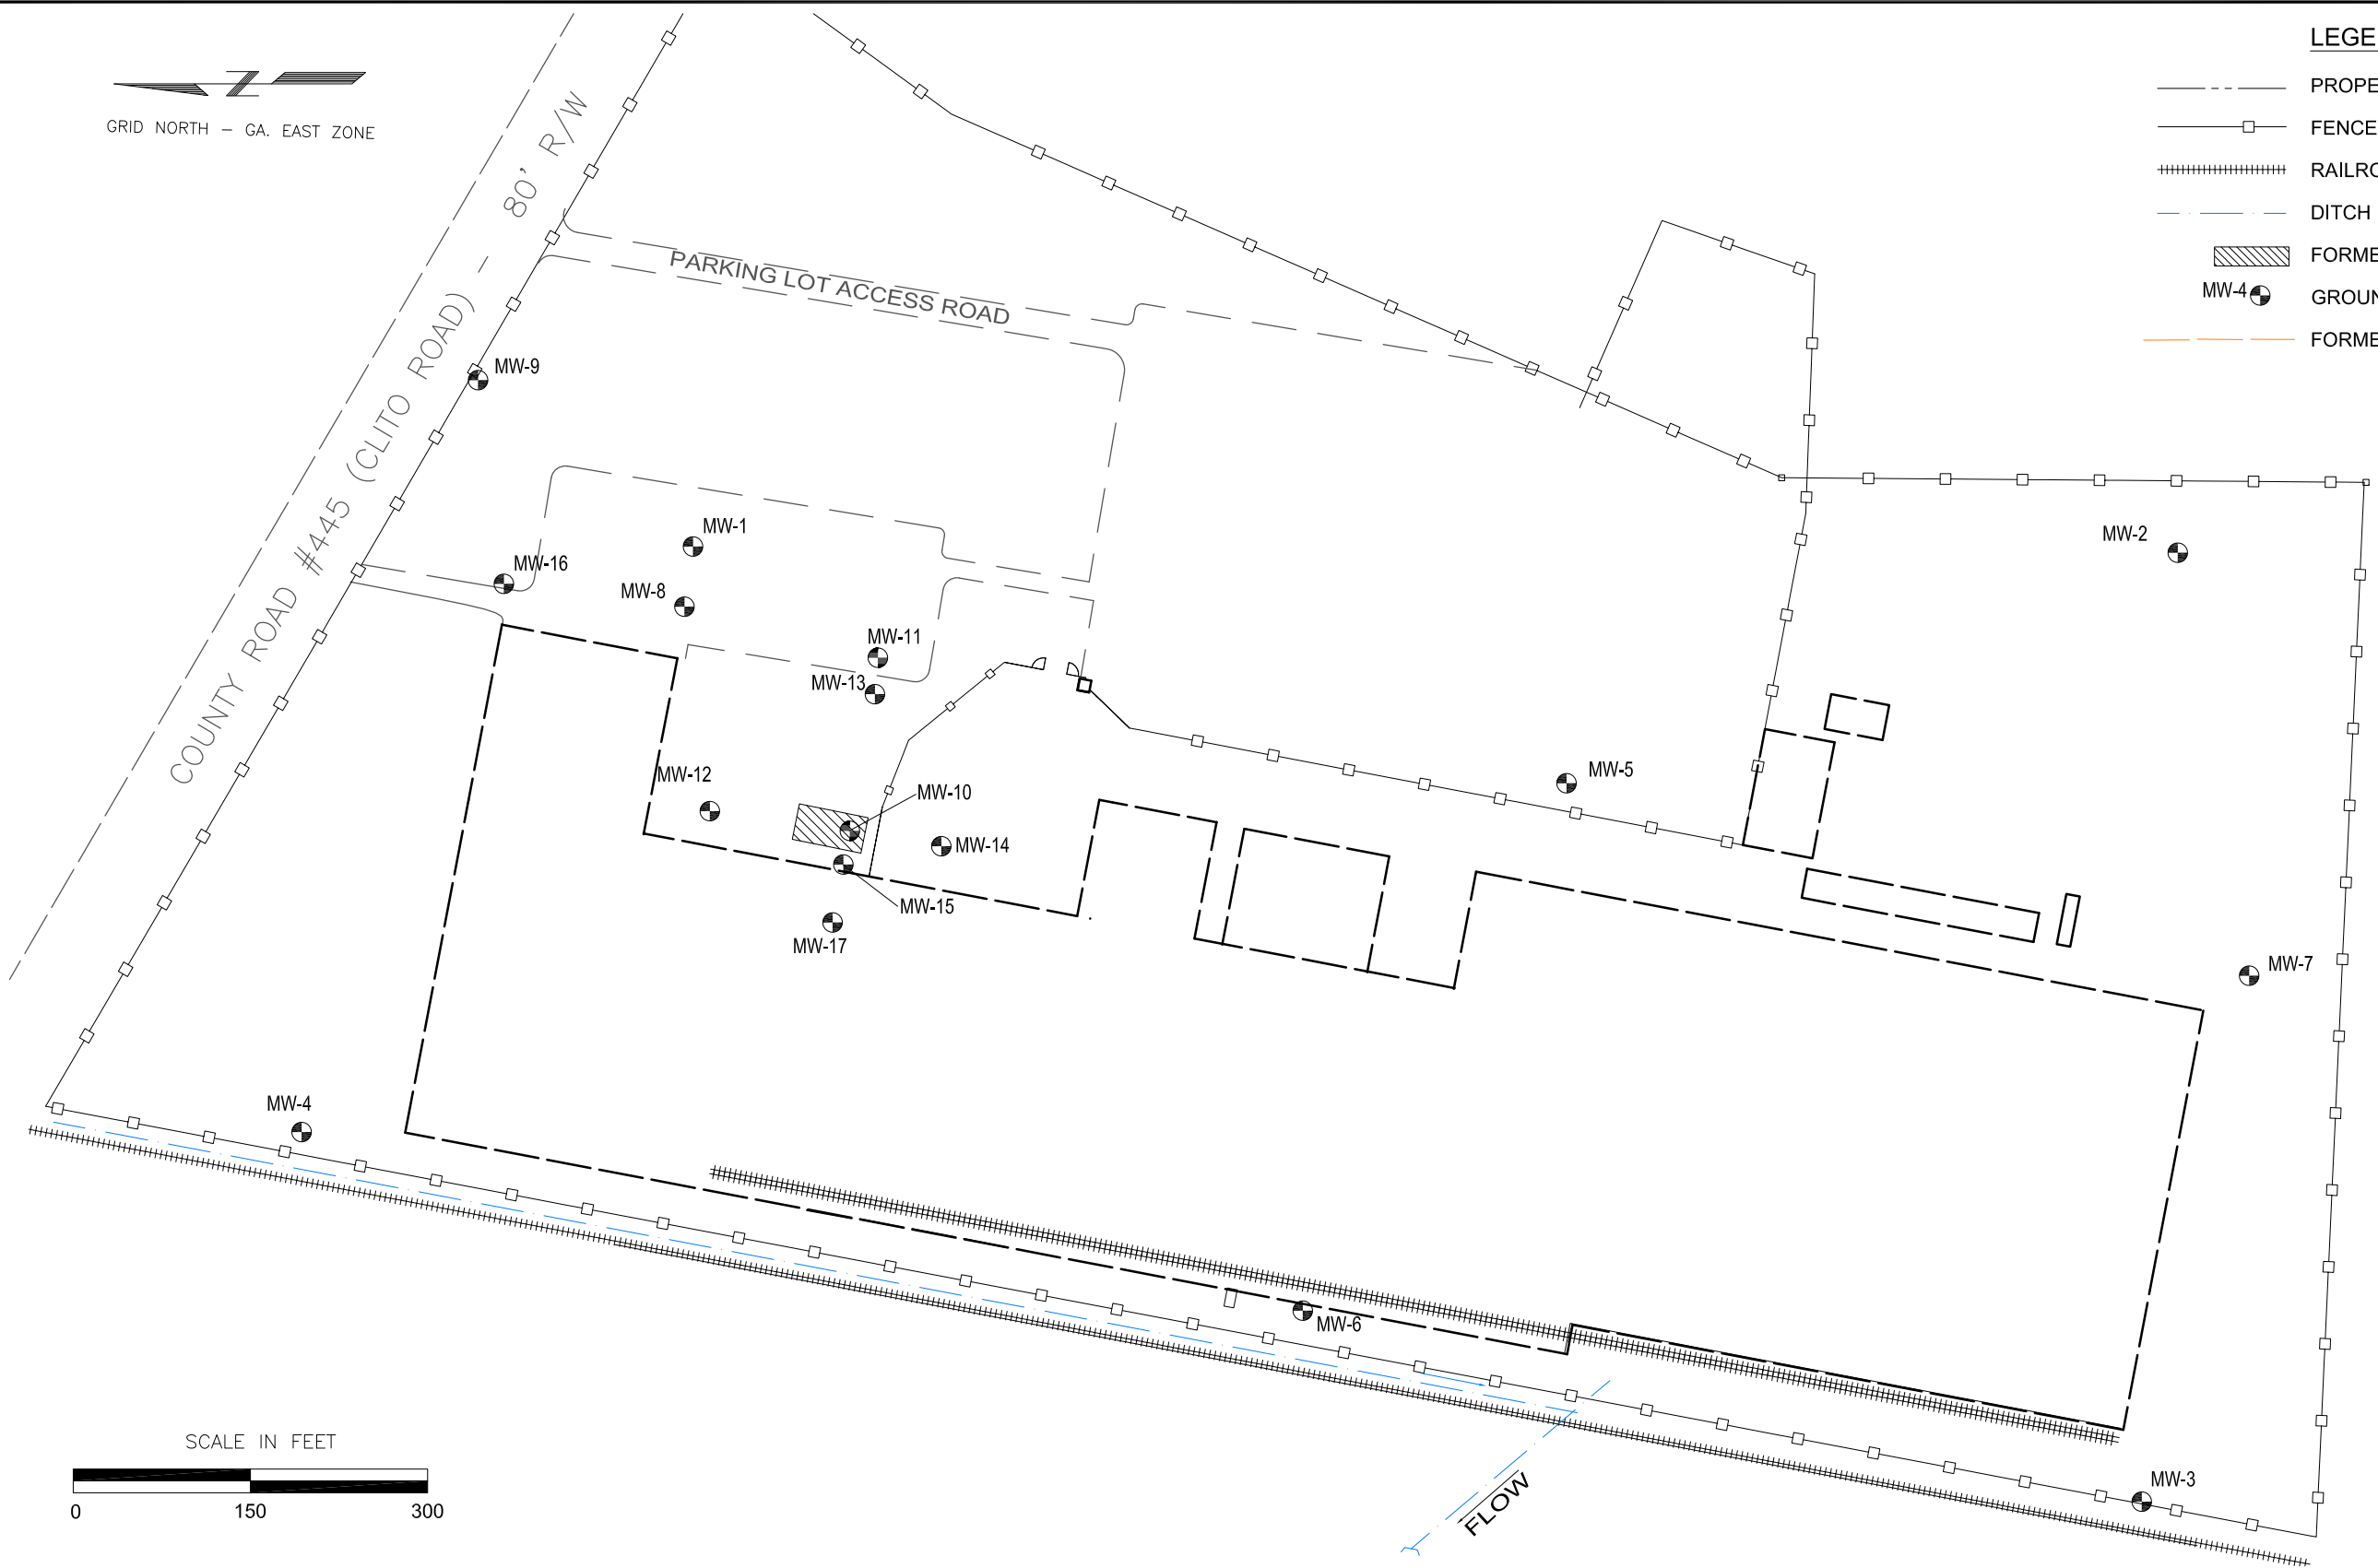 LEGE
PROPE
FENCE
RAILRO
DITCH
FORME
MW-4
GROUN
FORME
GRID NORTH – GA. EAST ZONE
COUNTY ROAD #445 (CLITO ROAD) – 80' R/W
PARKING LOT ACCESS ROAD
MW-9
MW-1
MW-16
MW-8
MW-2
MW-11
MW-13
MW-12
MW-10
MW-5
MW-14
MW-15
MW-17
MW-7
MW-4
MW-6
MW-3
FLOW
SCALE IN FEET
0 150 300